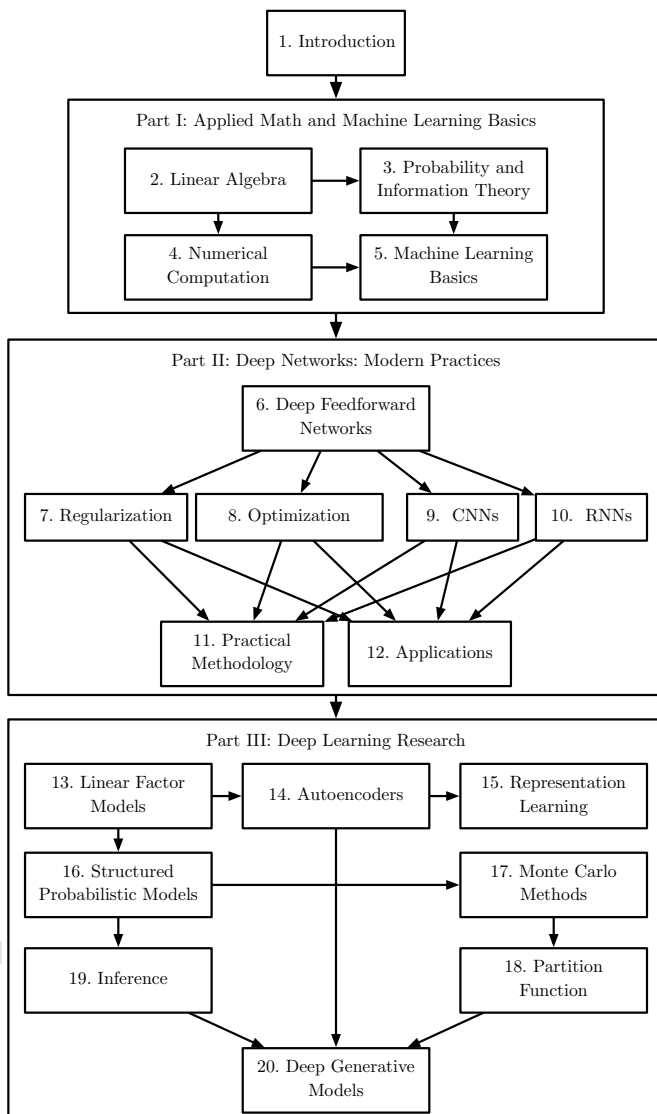 1. Introduction
Part I: Applied Math and Machine Learning Basics
2. Linear Algebra
3. Probability and
Information Theory
4. Numerical
Computation
5. Machine Learning
Basics
Part II: Deep Networks: Modern Practices
6. Deep Feedforward
Networks
7. Regularization
8. Optimization
9. CNNs
10. RNNs
11. Practical
Methodology
12. Applications
Part III: Deep Learning Research
13. Linear Factor
Models
14. Autoencoders
15. Representation
Learning
16. Structured
Probabilistic Models
17. Monte Carlo
Methods
19. Inference
18. Partition
Function
20. Deep Generative
Models